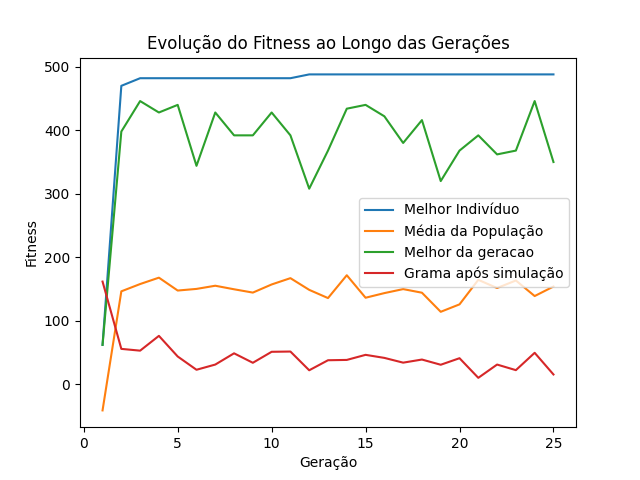 Evolução do Fitness ao Longo das Gerações
500
400
300
200
100
0
Fitness
Melhor Indivíduo
Média da População
Melhor da geracao
Grama após simulação
0
5
10
15
20
25
Geração